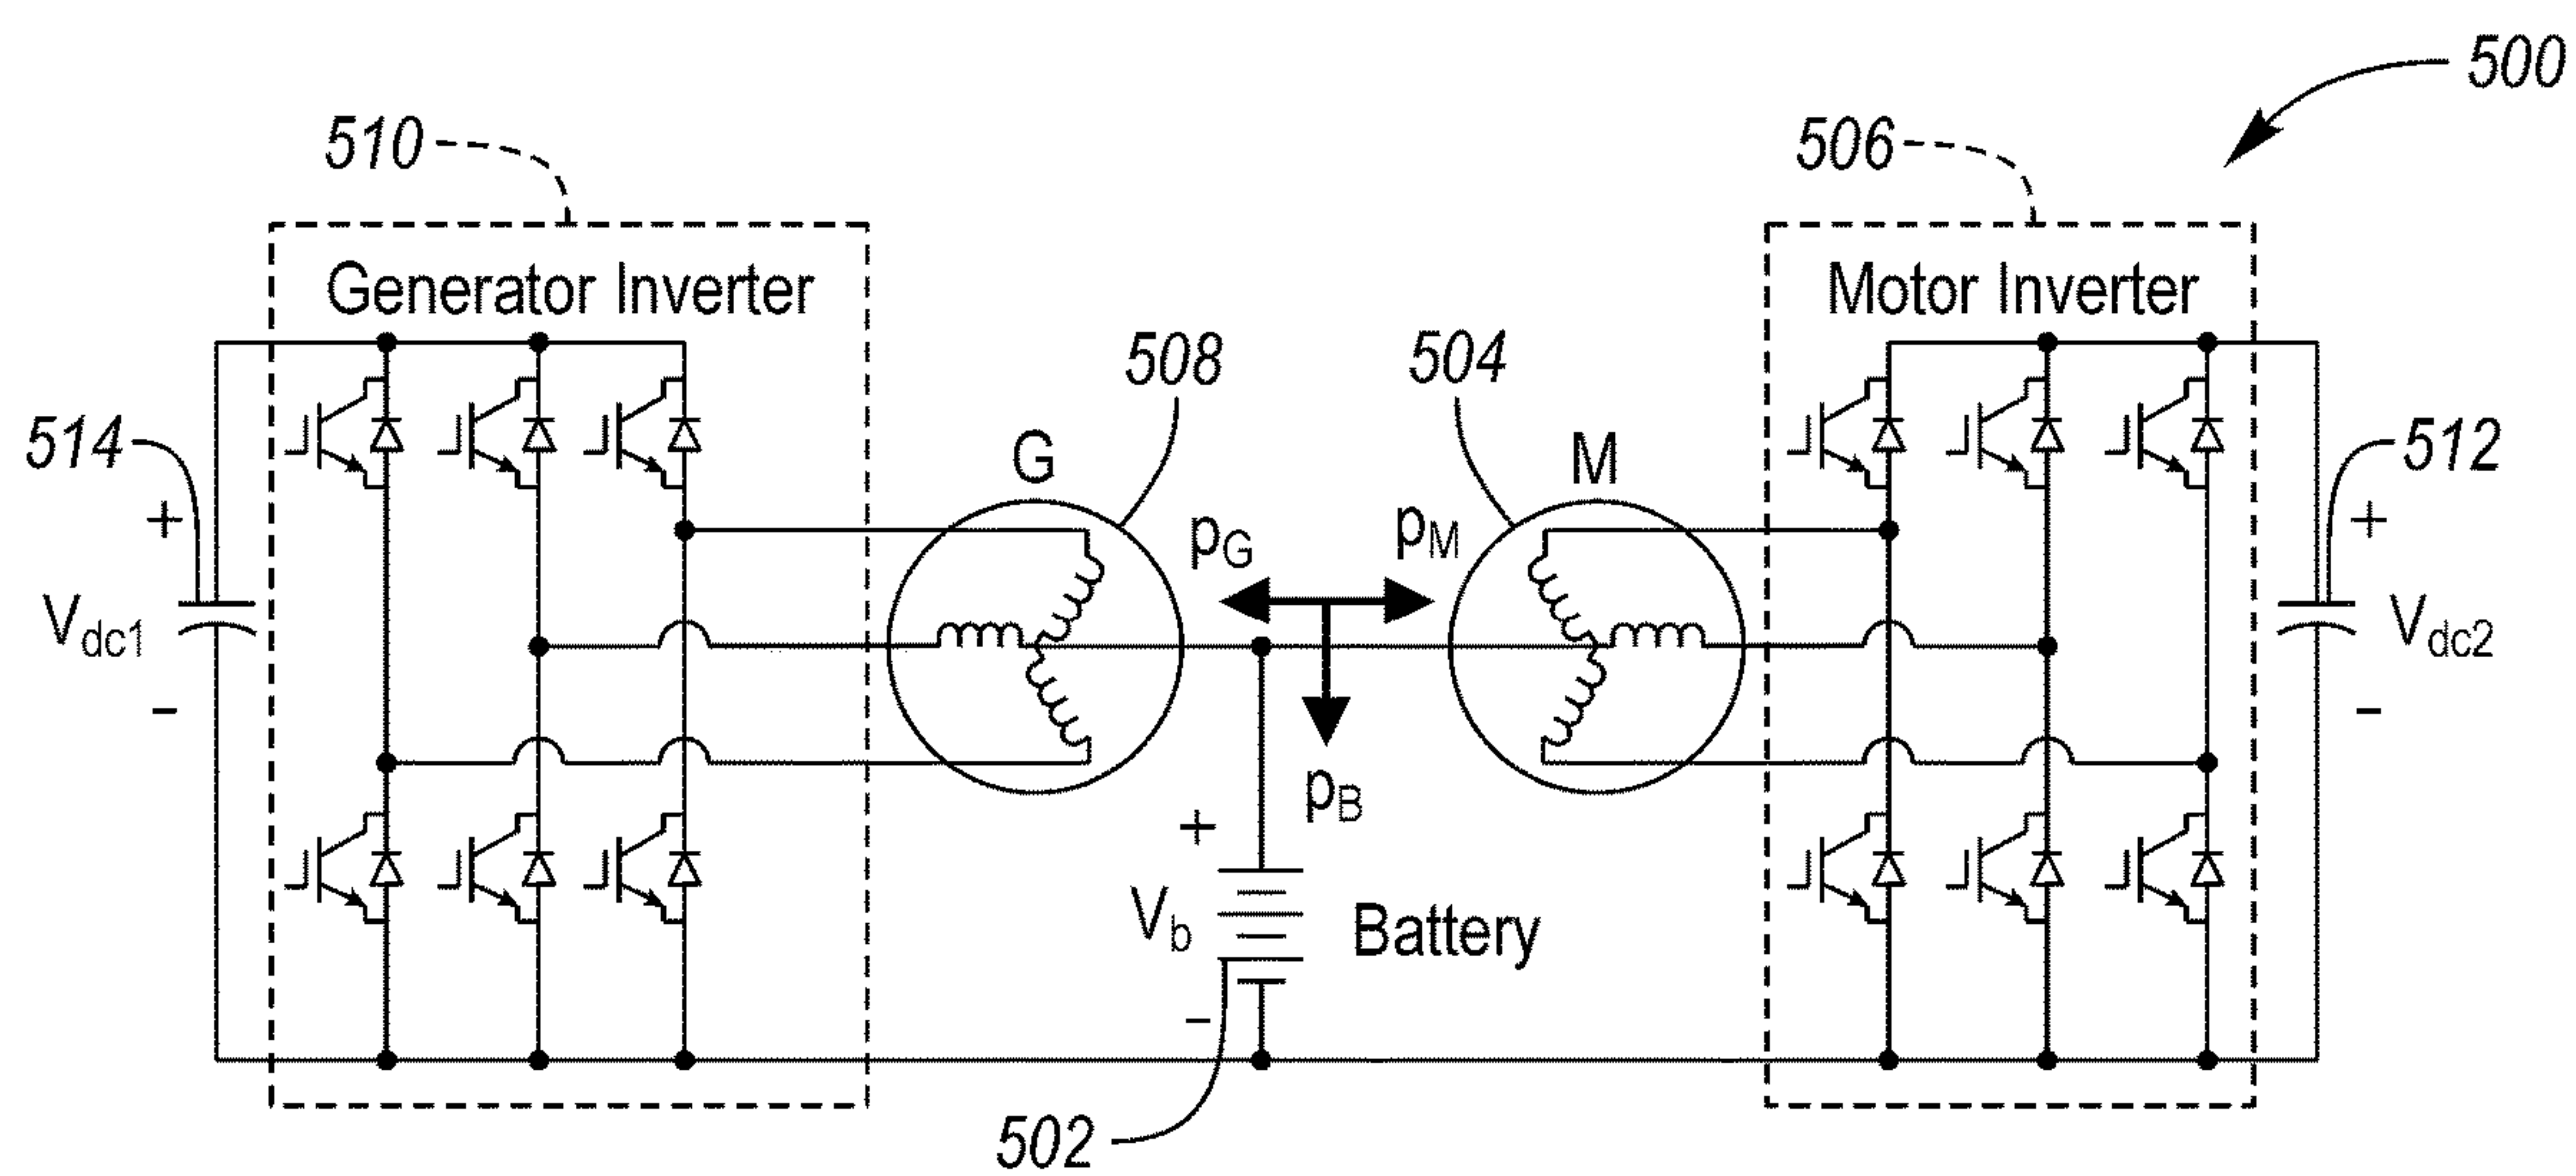 500
510
506
Generator Inverter
Motor Inverter
508
504
514
G
M
512
+
pG
pM
+
Vdc1
Vdc2
-
-
pB
+
Vb
Battery
-
502